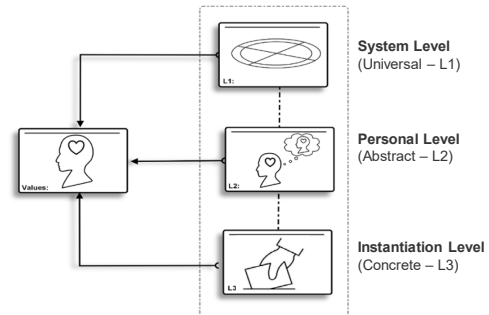 System Level
(Universal – L1)
L1:
Personal Level
(Abstract – L2)
Values:
L2:
Instantiation Level
(Concrete – L3)
L3